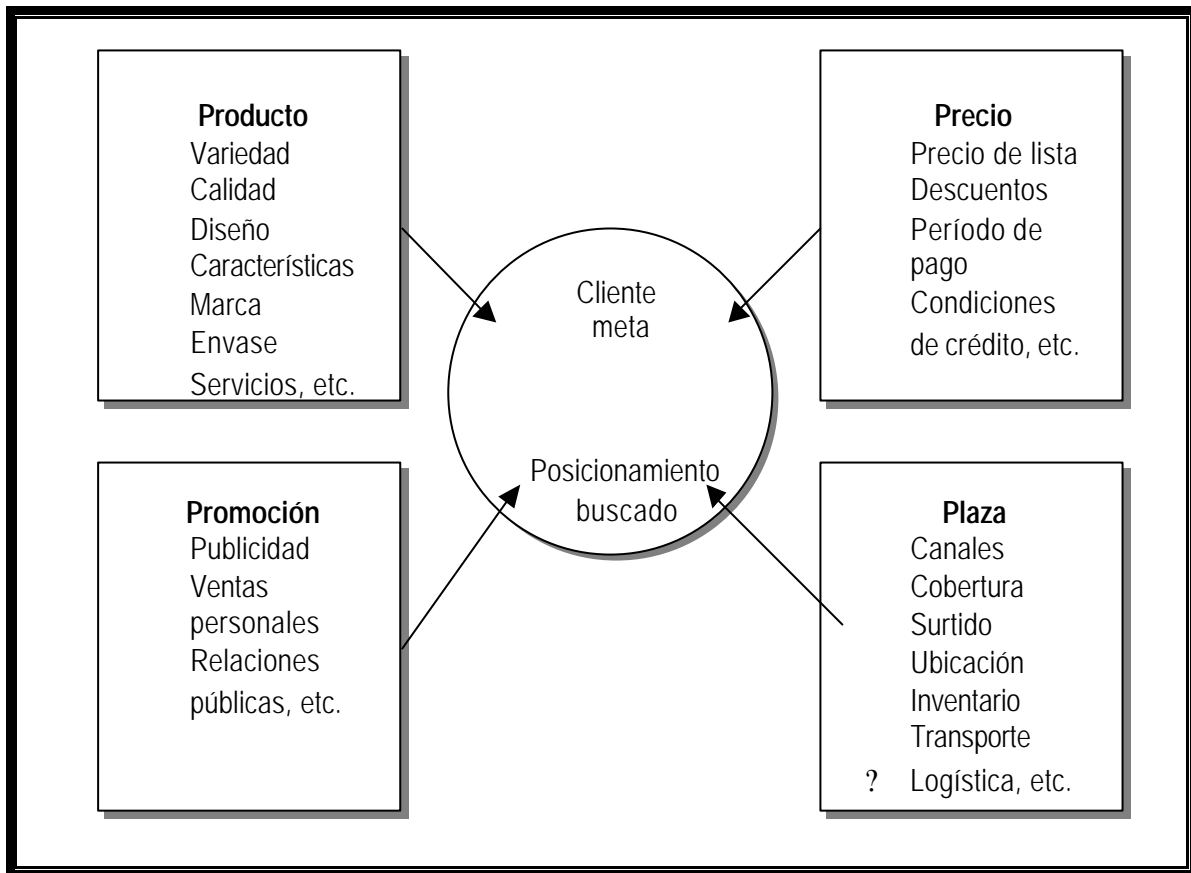 Producto
Variedad
Calidad
Diseño
Características
Marca
Envase
Servicios, etc.
Precio
Precio de lista
Descuentos
Período de
pago
Condiciones
de crédito, etc.
Cliente
meta
Posicionamiento
buscado
Promoción
Publicidad
Ventas
personales
Relaciones
públicas, etc.
Plaza
Canales
Cobertura
Surtido
Ubicación
Inventario
Transporte
? Logística, etc.